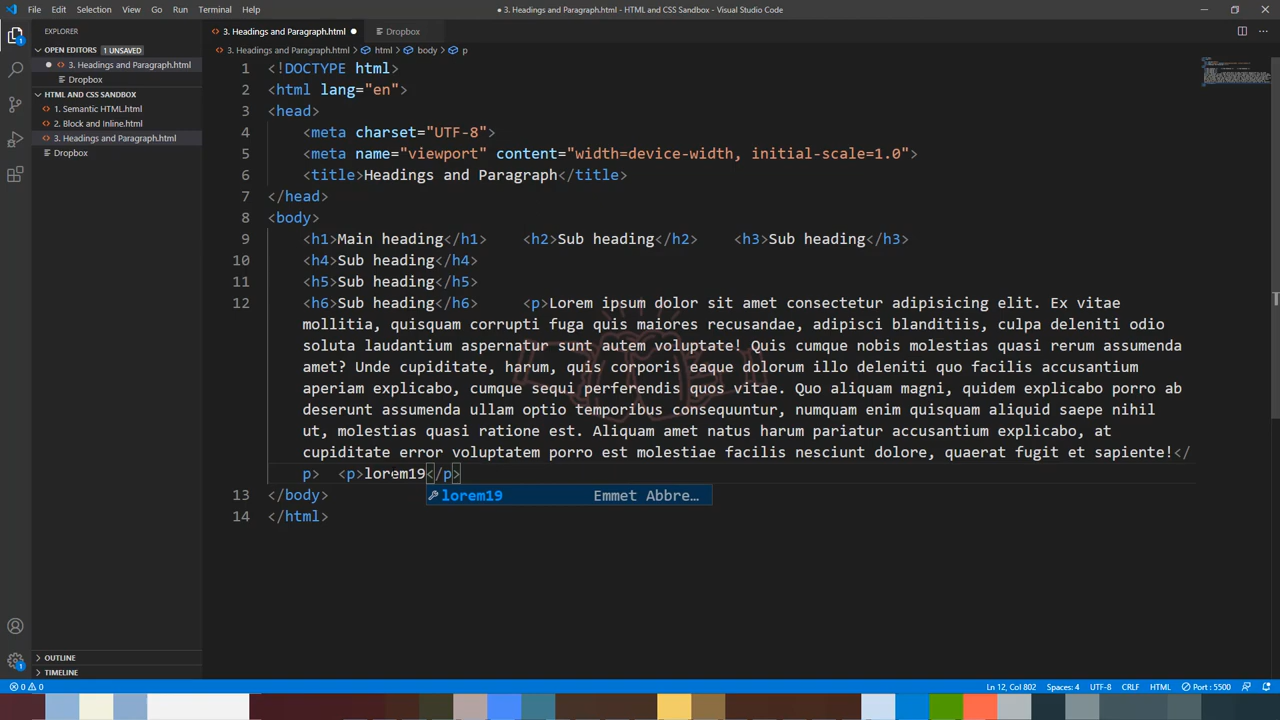 File Edit Selection View Go Run Terminal Help
● 3. Headings and Paragraph.html - HTML and CSS Sandbox - Visual Studio Code
EXPLORER
OPEN EDITORS 1 UNSAVED
3. Headings and Paragraph.html
Dropbox
HTML AND CSS SANDBOX
1. Semantic HTML.html
2. Block and Inline.html
3. Headings and Paragraph.html
Dropbox
OUTLINE
TIMELINE
3. Headings and Paragraph.html Dropbox
3. Headings and Paragraph.html > html > body > p
1 <!DOCTYPE html>
2 <html lang="en">
3 <head>
4 <meta charset="UTF-8">
5 <meta name="viewport" content="width=device-width, initial-scale=1.0">
6 <title>Headings and Paragraph</title>
7 </head>
8 <body>
9 <h1>Main heading</h1> <h2>Sub heading</h2> <h3>Sub heading</h3>
10 <h4>Sub heading</h4>
11 <h5>Sub heading</h5>
12 <h6>Sub heading</h6> <p>Lorem ipsum dolor sit amet consectetur adipisicing elit. Ex vitae
mollitia, quisquam corrupti fuga quis maiores recusandae, adipisci blanditiis, culpa deleniti odio
soluta laudantium aspernatur sunt autem voluptate! Quis cumque nobis molestias quasi rerum assumenda
amet? Unde cupiditate, harum, quis corporis eaque dolorum illo deleniti quo facilis accusantium
aperiam explicabo, cumque sequi perferendis quos vitae. Quo aliquam magni, quidem explicabo porro ab
deserunt assumenda ullam optio temporibus consequuntur, numquam enim quisquam aliquid saepe nihil
ut, molestias quasi ratione est. Aliquam amet natus harum pariatur accusantium explicabo, at
cupiditate error voluptatem porro est molestiae facilis nesciunt dolore, quaerat fugit et sapiente!</
p> <p>lorem19</p>
lorem19 Emmet Abbre…
13 </body>
14 </html>
0 0 Ln 12, Col 802 Spaces: 4 UTF-8 CRLF HTML Port : 5500